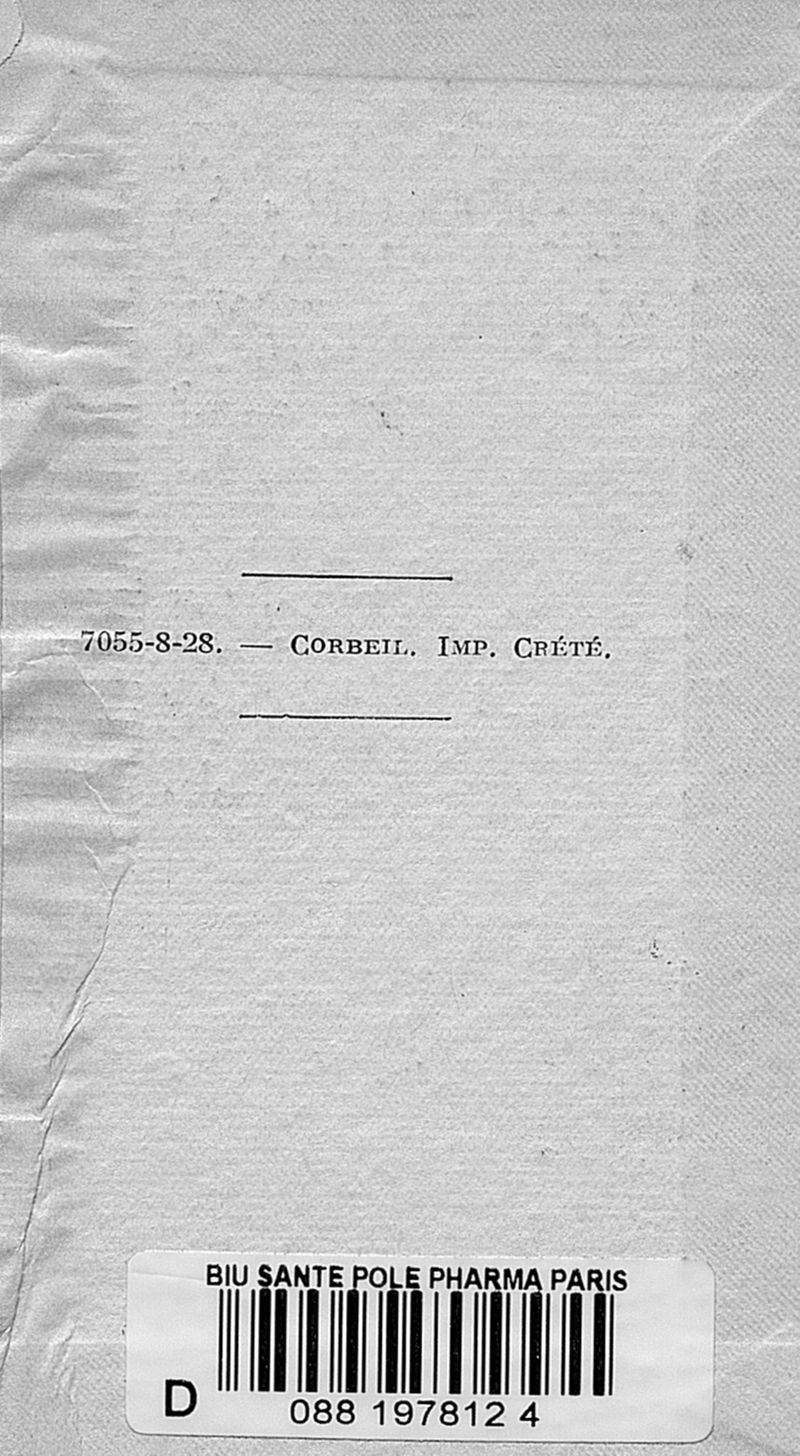 7055-8-28. — CORBEIL. IMP. CRÉTÉ.
BIU SANTE POLE PHARMA PARIS
D
088 197812 4